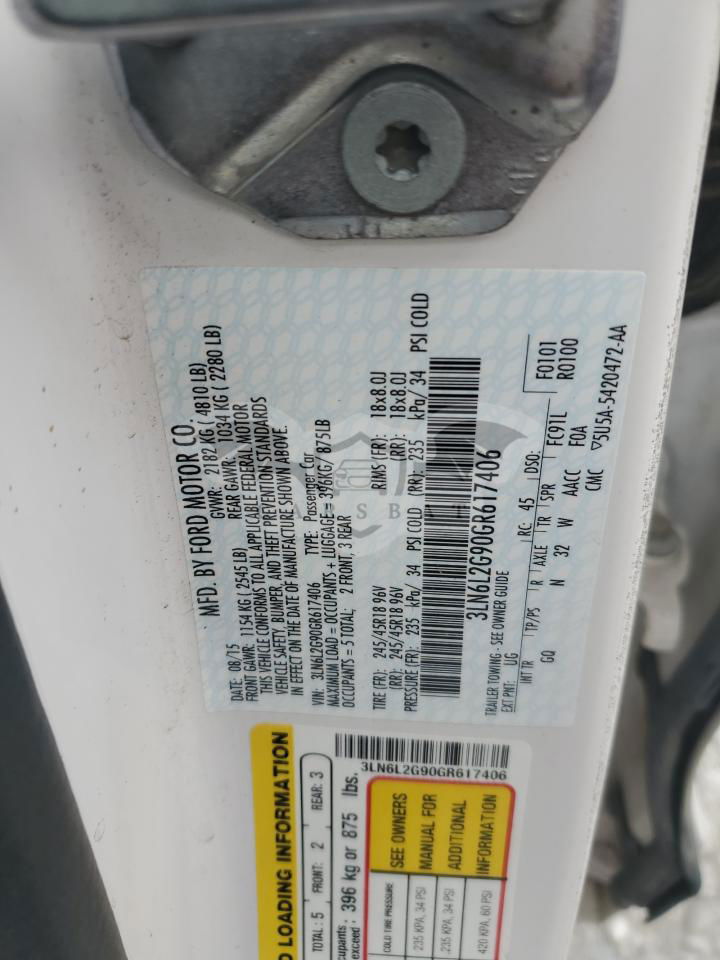 MFD. BY FORD MOTOR CO.
DATE: 08/15 GVWR: 2182 KG ( 4810 LB)
FRONT GAWR: 1154 KG ( 2545 LB) REAR GAWR: 1034 KG ( 2280 LB)
THIS VEHICLE CONFORMS TO ALL APPLICABLE FEDERAL MOTOR
VEHICLE SAFETY, BUMPER, AND THEFT PREVENTION STANDARDS
IN EFFECT ON THE DATE OF MANUFACTURE SHOWN ABOVE.
VIN: 3LN6L2G90GR617406 TYPE: Passenger Car
MAXIMUM LOAD = OCCUPANTS + LUGGAGE = 396KG/ 875LB
OCCUPANTS = 5 TOTAL: 2 FRONT, 3 REAR
TIRE (FR): 245/45R18 96V RIMS (FR): 18x8.0J
(RR): 245/45R18 96V (RR): 18x8.0J
PRESSURE (FR): 235 kPa/ 34 PSI COLD (RR): 235 kPa/ 34 PSI COLD
3LN6L2G90GR617406
TRAILER TOWING - SEE OWNER GUIDE
EXT PNT: UG RC: 45 DSO: F0101
R0100
INT TR TP/PS R AXLE TR SPR FC91L
GQ N 32 W AACC F0A
CMC ▽5U5A-5420472-AA
LOADING INFORMATION
TOTAL: 5 FRONT: 2 REAR: 3
396 kg or 875 lbs.
3LN6L2G90GR617406
COLD TIRE PRESSURE
235 KPA, 34 PSI
235 KPA, 34 PSI
420 KPA, 60 PSI
SEE OWNERS
MANUAL FOR
ADDITIONAL
INFORMATION